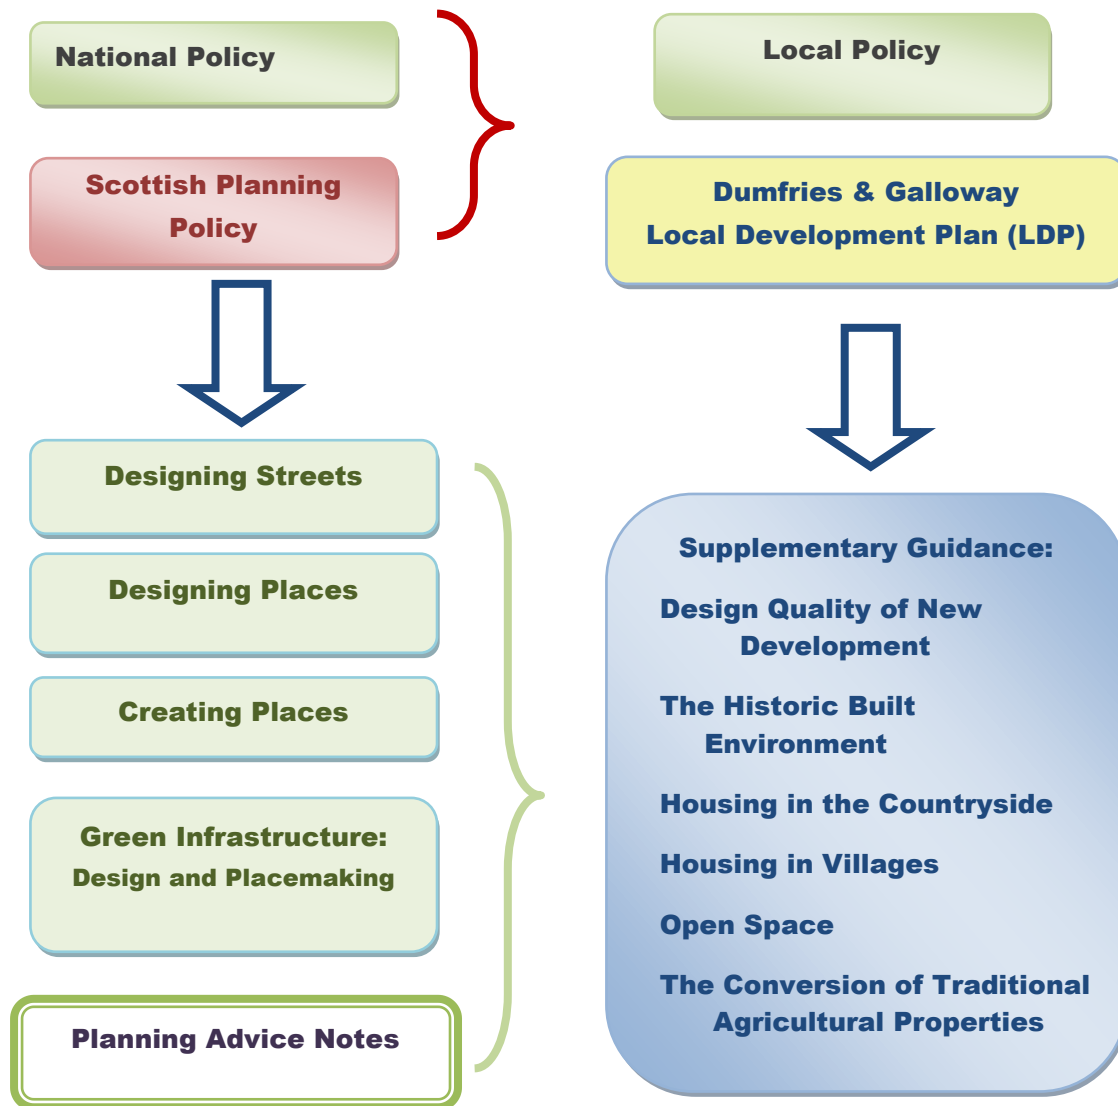 National Policy
Scottish Planning
Policy
Designing Streets
Designing Places
Creating Places
Green Infrastructure:
Design and Placemaking
Planning Advice Notes
Local Policy
Dumfries & Galloway
Local Development Plan (LDP)
Supplementary Guidance:
Design Quality of New
Development
The Historic Built
Environment
Housing in the Countryside
Housing in Villages
Open Space
The Conversion of Traditional
Agricultural Properties